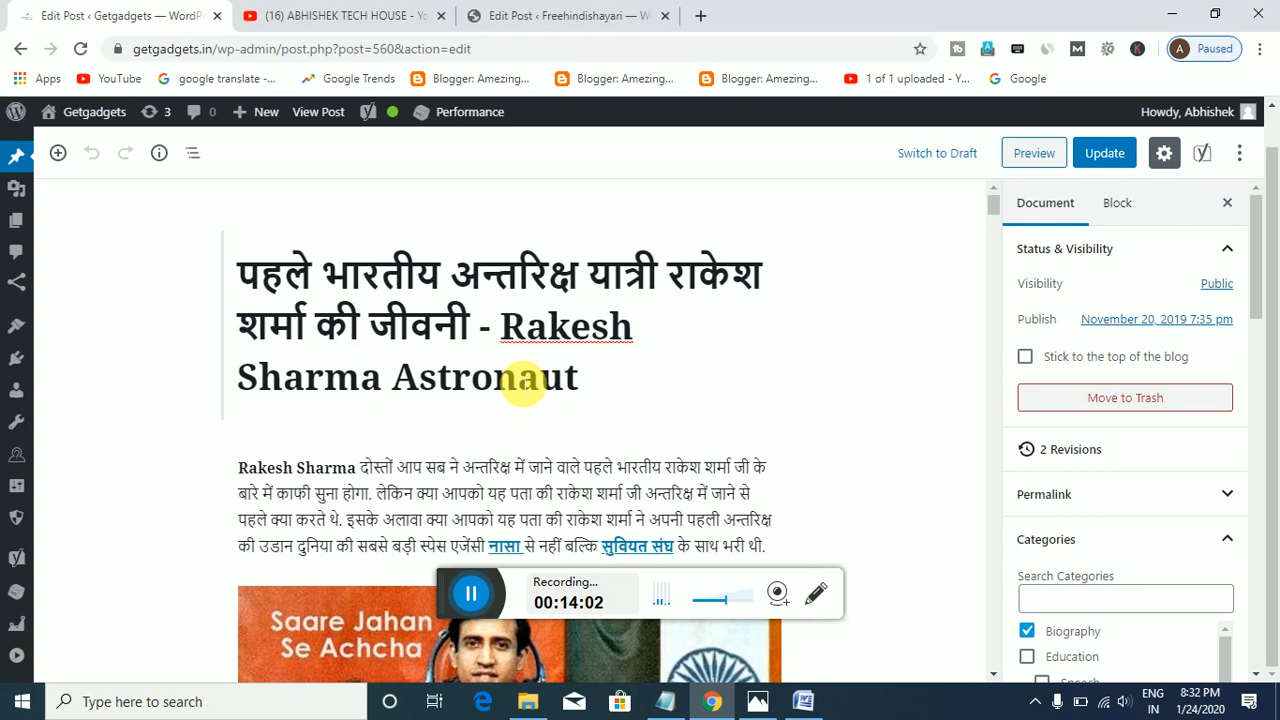 Edit Post ‹ Getgadgets — WordP
(16) ABHISHEK TECH HOUSE - Yo
Edit Post ‹ Freehindishayari — Wo
getgadgets.in/wp-admin/post.php?post=560&action=edit
A Paused
Apps
YouTube
google translate -...
Google Trends
Blogger: Amezing...
Blogger: Amezing,...
Blogger: Amezing...
1 of 1 uploaded - Y...
Google
Getgadgets
3
0
New
View Post
Performance
Howdy, Abhishek
Switch to Draft
Preview
Update
Document
Block
पहले भारतीय अन्तरिक्ष यात्री राकेश
शर्मा की जीवनी - Rakesh
Sharma Astronaut
Rakesh Sharma दोस्तों आप सब ने अन्तरिक्ष में जाने वाले पहले भारतीय राकेश शर्मा जी के
बारे में काफी सुना होगा. लेकिन क्या आपको यह पता की राकेश शर्मा जी अन्तरिक्ष में जाने से
पहले क्या करते थे. इसके अलावा क्या आपको यह पता की राकेश शर्मा ने अपनी पहली अन्तरिक्ष
की उडान दुनिया की सबसे बड़ी स्पेस एजेंसी नासा से नहीं बल्कि सुवियत संघ के साथ भरी थी.
Saare Jahan
Se Achcha
Recording...
00:14:02
Status & Visibility
Visibility
Public
Publish
November 20, 2019 7:35 pm
Stick to the top of the blog
Move to Trash
2 Revisions
Permalink
Categories
Search Categories
Biography
Education
Type here to search
ENG
IN
8:32 PM
1/24/2020